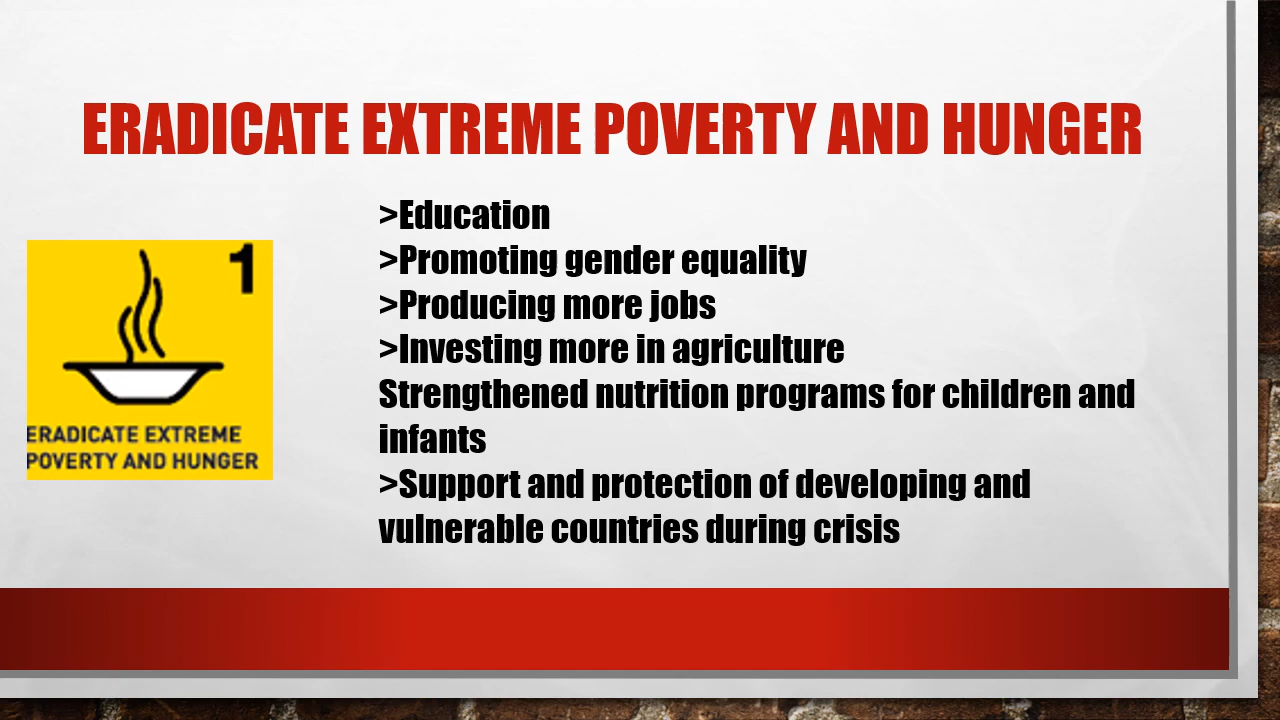 ERADICATE EXTREME POVERTY AND HUNGER
>Education
>Promoting gender equality
>Producing more jobs
>Investing more in agriculture
Strengthened nutrition programs for children and
infants
>Support and protection of developing and
vulnerable countries during crisis
1
ERADICATE EXTREME
POVERTY AND HUNGER